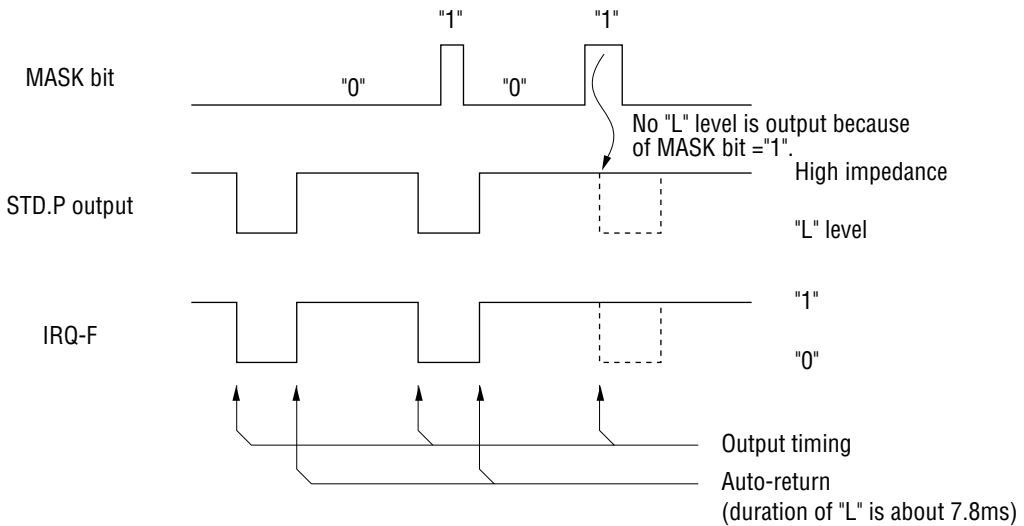 "1" "1"
MASK bit
"0" "0"
No "L" level is output because
of MASK bit ="1".
High impedance
STD.P output
"L" level
"1"
IRQ-F
"0"
Output timing
Auto-return
(duration of "L" is about 7.8ms)